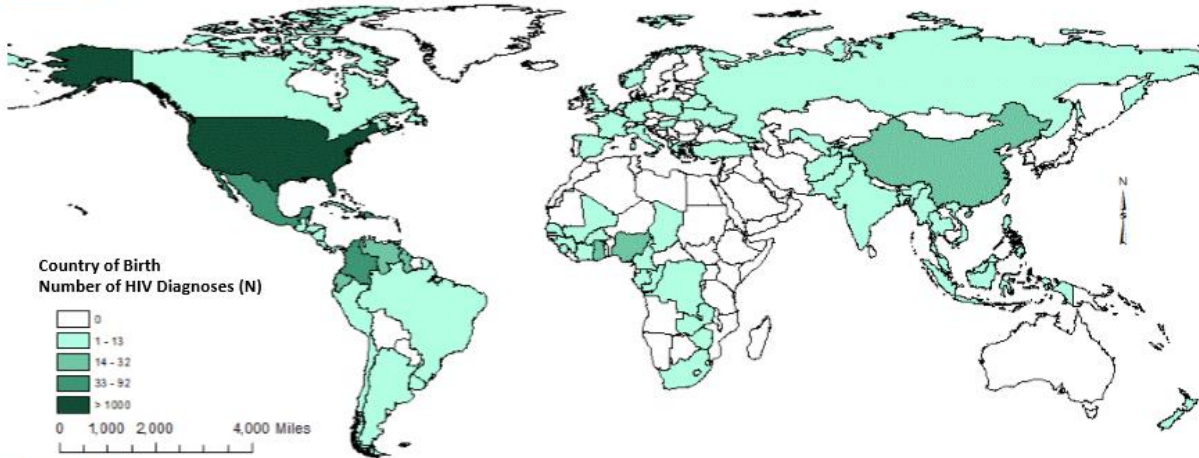 N
Country of Birth
Number of HIV Diagnoses (N)
0
1 - 13
14 - 32
33 - 92
> 1000
0 1,000 2,000 4,000 Miles